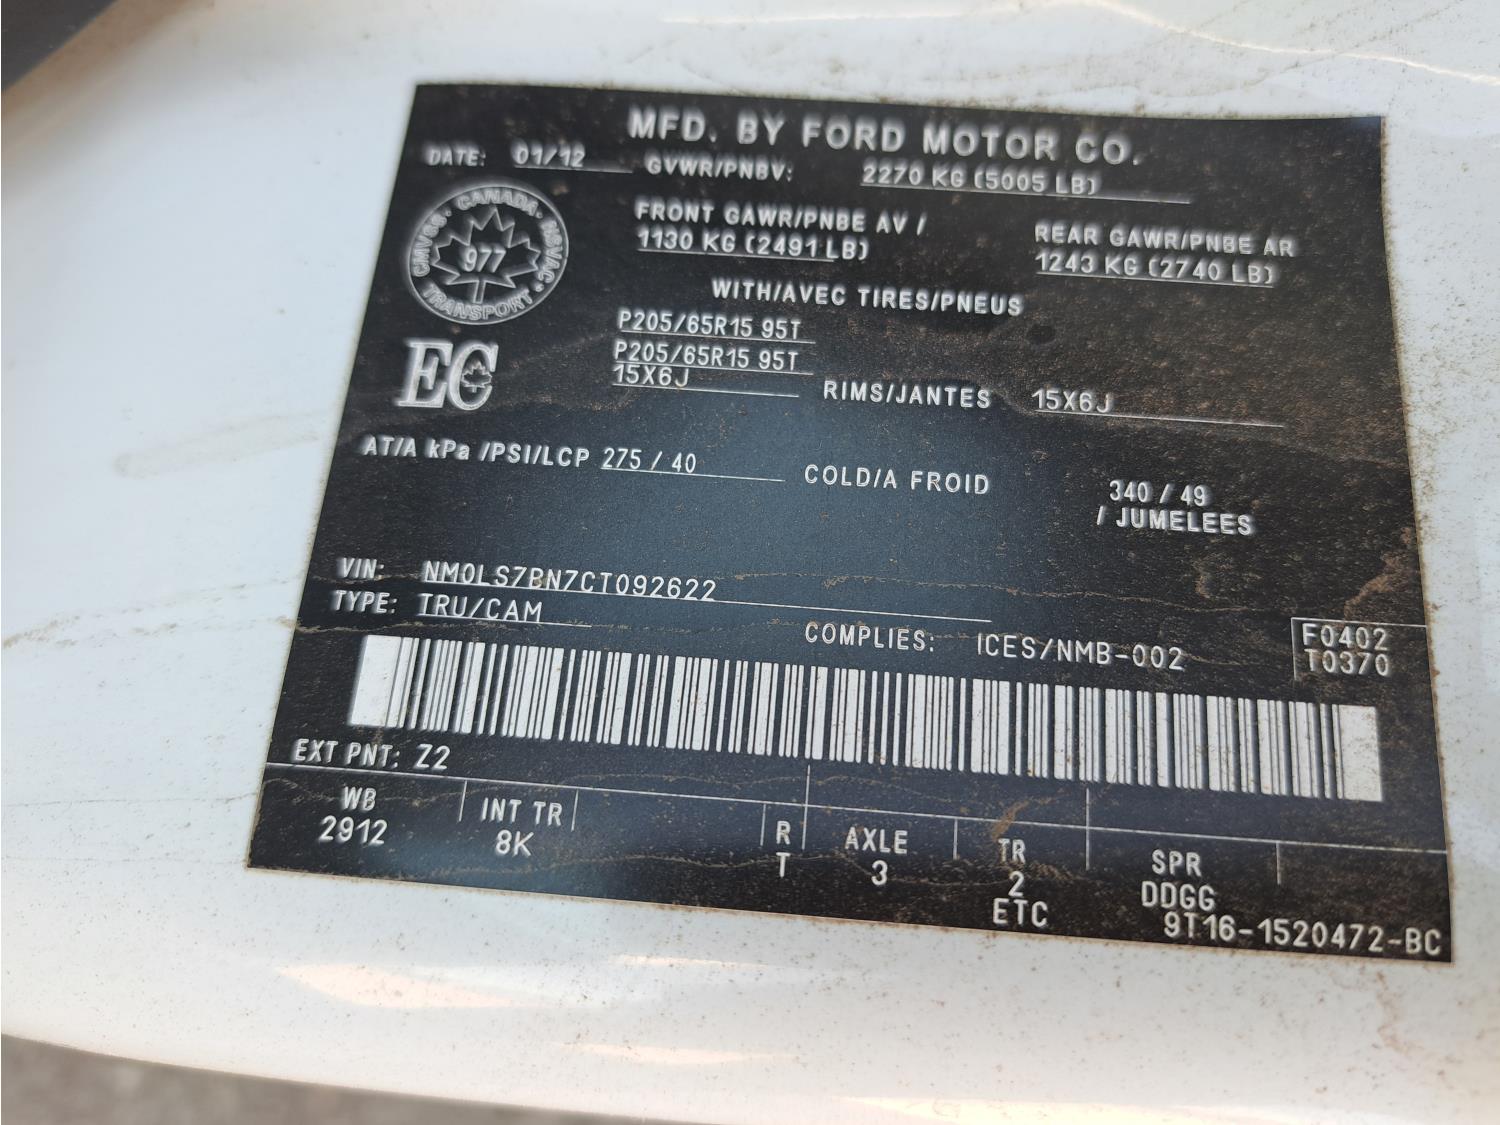 MFD. BY FORD MOTOR CO.
DATE: 01/12 GVWR/PNBV: 2270 KG (5005 LB)
FRONT GAWR/PNBE AV / REAR GAWR/PNBE AR
1130 KG (2491 LB) 1243 KG (2740 LB)
CANADA · NSVAC · TRANSPORT · CMVSS ·
977
WITH/AVEC TIRES/PNEUS
P205/65R15 95T
P205/65R15 95T
EC
15X6J RIMS/JANTES 15X6J
AT/A kPa /PSI/LCP 275 / 40 COLD/A FROID 340 / 49
/ JUMELEES
VIN: NM0LS7BN7CT092622
TYPE: TRU/CAM
COMPLIES: ICES/NMB-002
F0402
T0370
EXT PNT: Z2
WB INT TR R AXLE TR SPR
2912 8K T 3 2 DDGG
ETC 9T16-1520472-BC